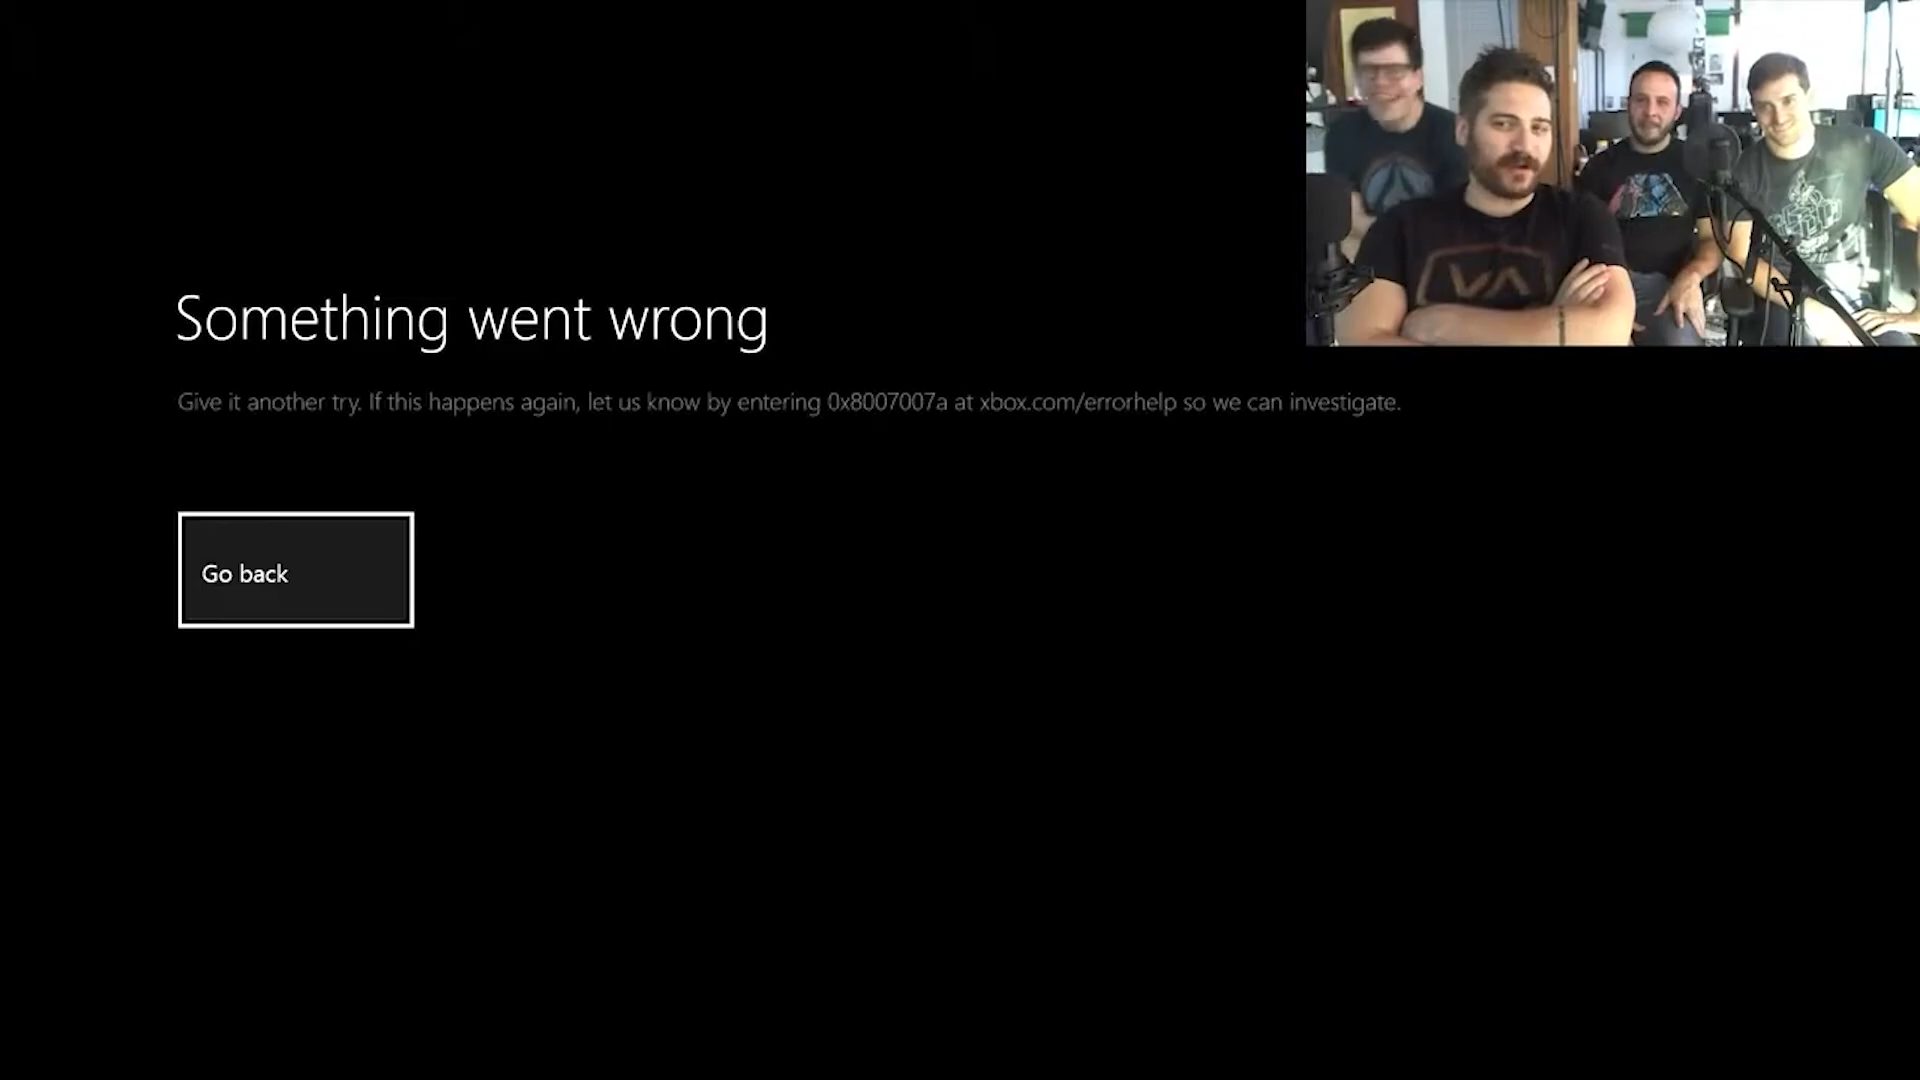 Something went wrong
Give it another try. If this happens again, let us know by entering 0x8007007a at xbox.com/errorhelp so we can investigate.
Go back
VA